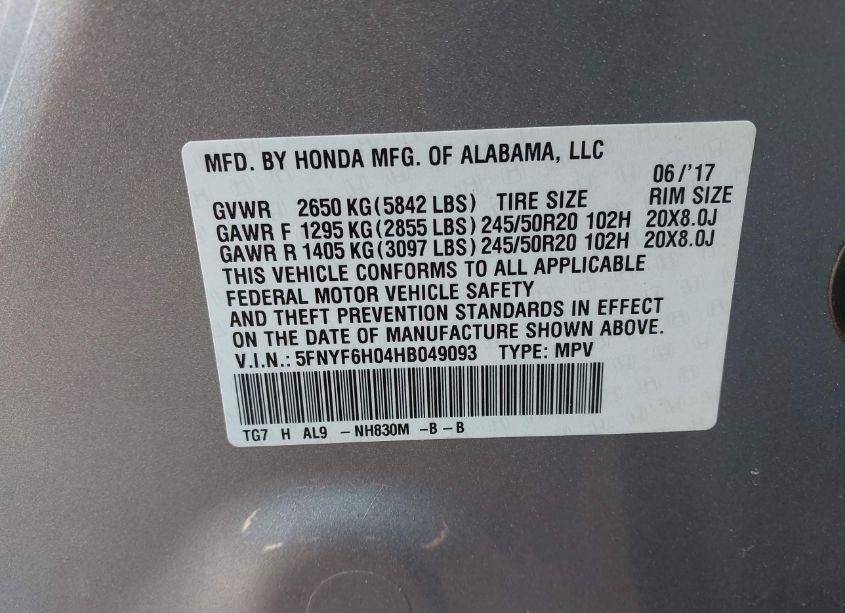 MFD. BY HONDA MFG. OF ALABAMA, LLC
06/'17
GVWR 2650 KG(5842 LBS) TIRE SIZE RIM SIZE
GAWR F 1295 KG(2855 LBS) 245/50R20 102H 20X8.0J
GAWR R 1405 KG(3097 LBS) 245/50R20 102H 20X8.0J
THIS VEHICLE CONFORMS TO ALL APPLICABLE
FEDERAL MOTOR VEHICLE SAFETY
AND THEFT PREVENTION STANDARDS IN EFFECT
ON THE DATE OF MANUFACTURE SHOWN ABOVE.
V.I.N.: 5FNYF6H04HB049093 TYPE: MPV
TG7 H AL9 -NH830M -B-B